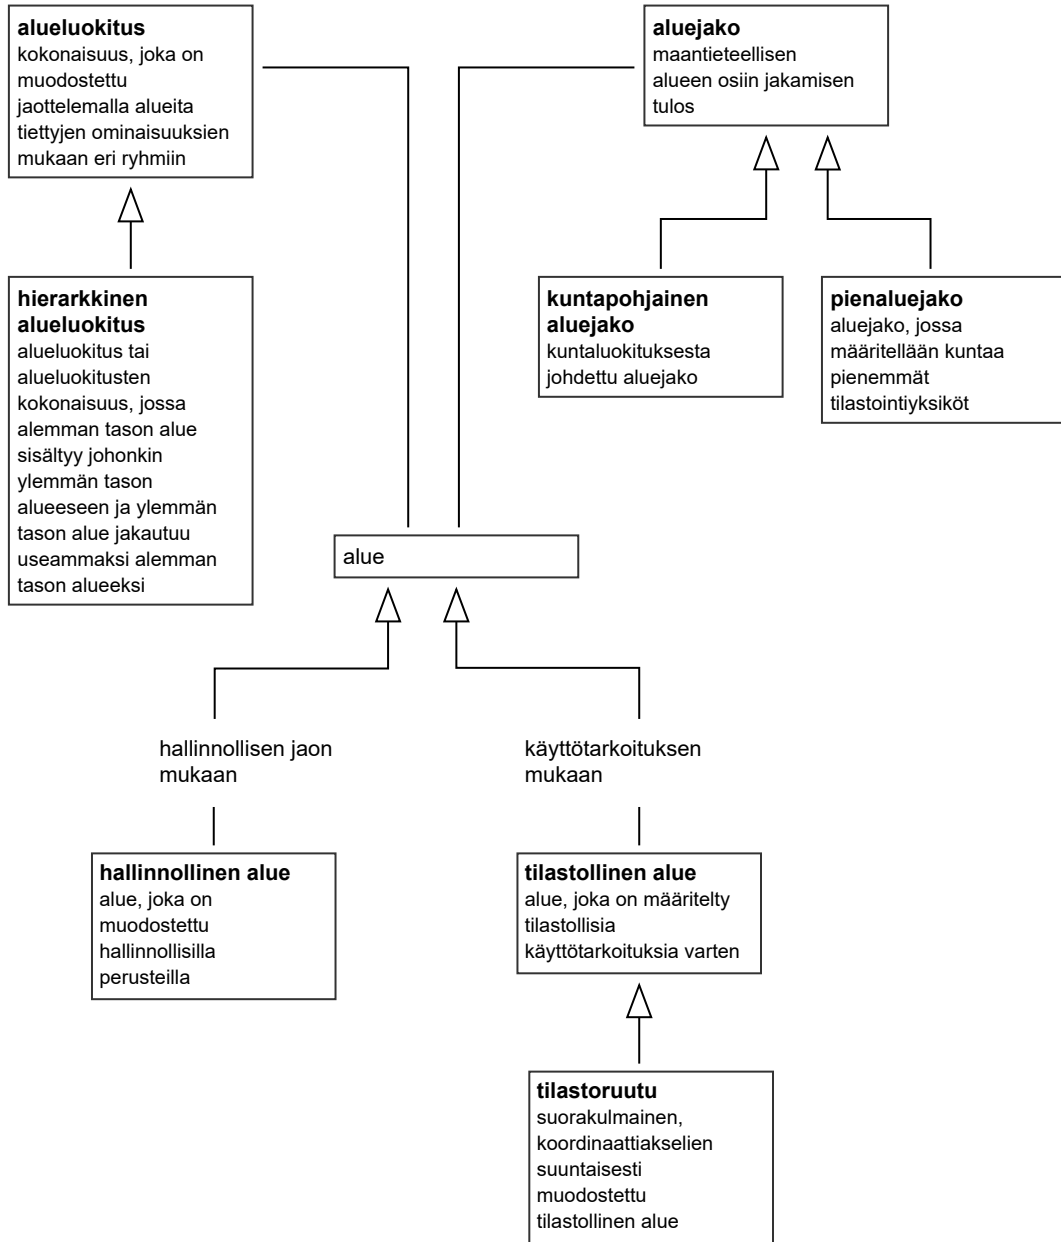 alueluokitus
kokonaisuus, joka on
muodostettu
jaottelemalla alueita
tiettyjen ominaisuuksien
mukaan eri ryhmiin
aluejako
maantieteellisen
alueen osiin jakamisen
tulos
hierarkkinen
alueluokitus
alueluokitus tai
alueluokitusten
kokonaisuus, jossa
alemman tason alue
sisältyy johonkin
ylemmän tason
alueeseen ja ylemmän
tason alue jakautuu
useammaksi alemman
tason alueeksi
kuntapohjainen
aluejako
kuntaluokituksesta
johdettu aluejako
pienaluejako
aluejako, jossa
määritellään kuntaa
pienemmät
tilastointiyksiköt
alue
hallinnollisen jaon
mukaan
käyttötarkoituksen
mukaan
hallinnollinen alue
alue, joka on
muodostettu
hallinnollisilla
perusteilla
tilastollinen alue
alue, joka on määritelty
tilastollisia
käyttötarkoituksia varten
tilastoruutu
suorakulmainen,
koordinaattiakselien
suuntaisesti
muodostettu
tilastollinen alue